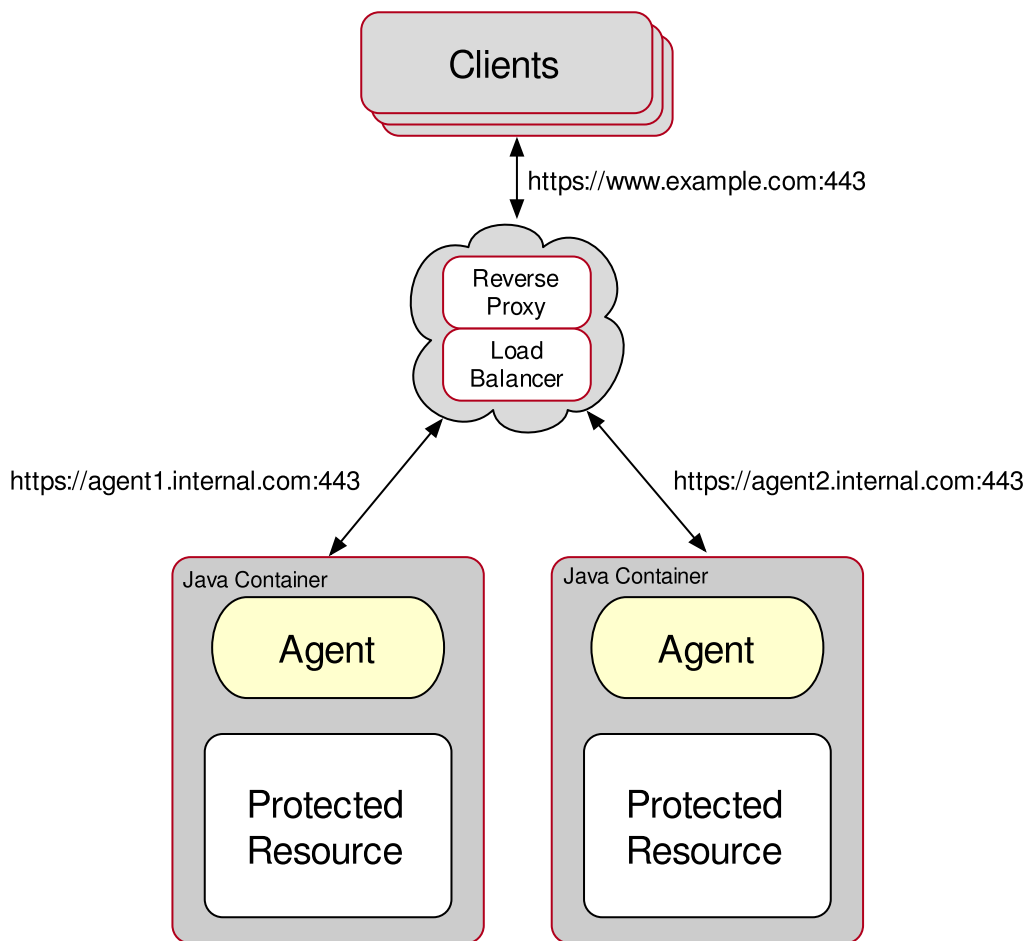 Clients
https://www.example.com:443
Reverse
Proxy
Load
Balancer
https://agent1.internal.com:443
https://agent2.internal.com:443
Java Container
Agent
Protected
Resource
Java Container
Agent
Protected
Resource